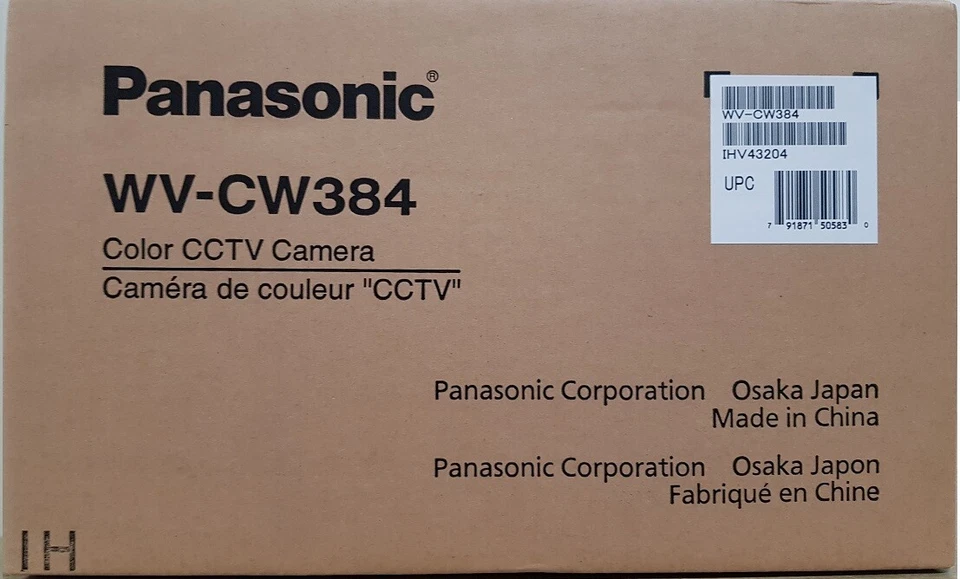 Panasonic®
WV-CW384
Color CCTV Camera
Caméra de couleur "CCTV"
WV-CW384
IHV43204
UPC
7 91871 50583 0
Panasonic Corporation Osaka Japan
Made in China
Panasonic Corporation Osaka Japon
Fabriqué en Chine
IH